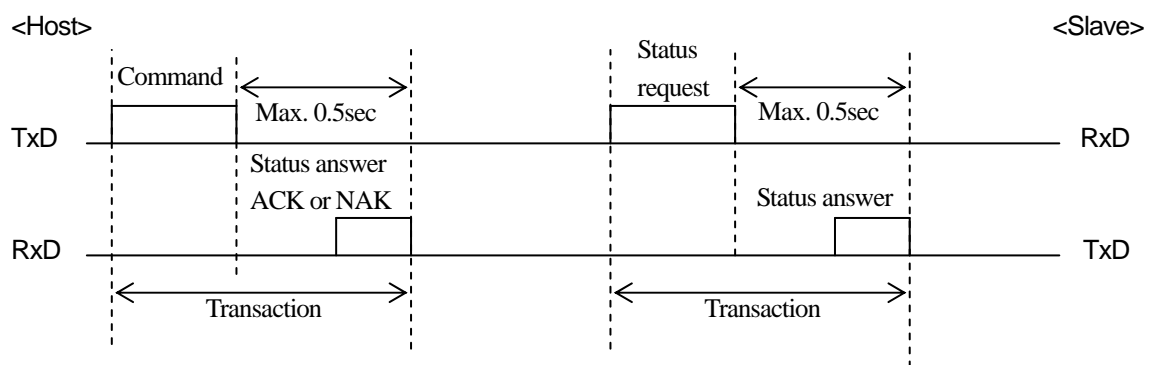 <Host>
<Slave>
Command
Status
request
Max. 0.5sec
Max. 0.5sec
TxD
RxD
Status answer
ACK or NAK
Status answer
RxD
TxD
Transaction
Transaction